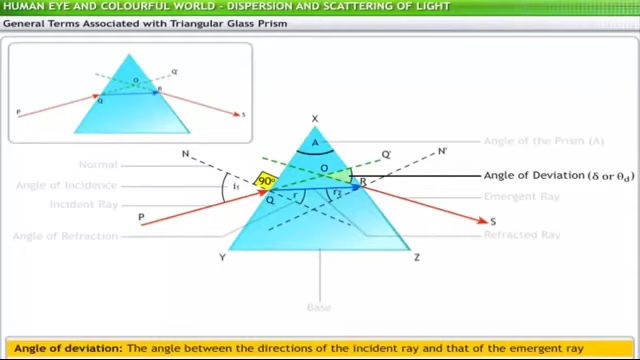 HUMAN EYE AND COLOURFUL WORLD – DISPERSION AND SCATTERING OF LIGHT
General Terms Associated with Triangular Glass Prism
Q'
O
P
Q
R
S
X
A
Angle of the Prism (A)
N
Q'
N'
Normal
O
Angle of Deviation (δ or θd)
Angle of Incidence
i1
90°
R
Emergent Ray
Incident Ray
Q
r
r2
P
S
Angle of Refraction
Refracted Ray
Y
Z
Base
Angle of deviation: The angle between the directions of the incident ray and that of the emergent ray